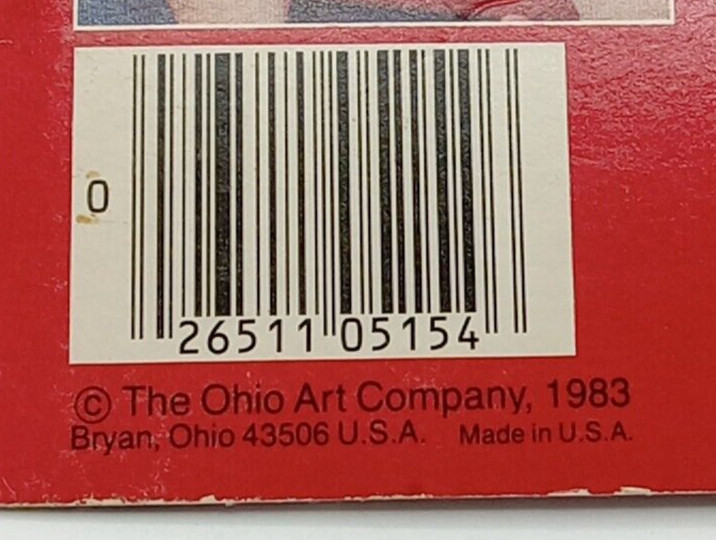 0
26511 05154
© The Ohio Art Company, 1983
Bryan, Ohio 43506 U.S.A. Made in U.S.A.